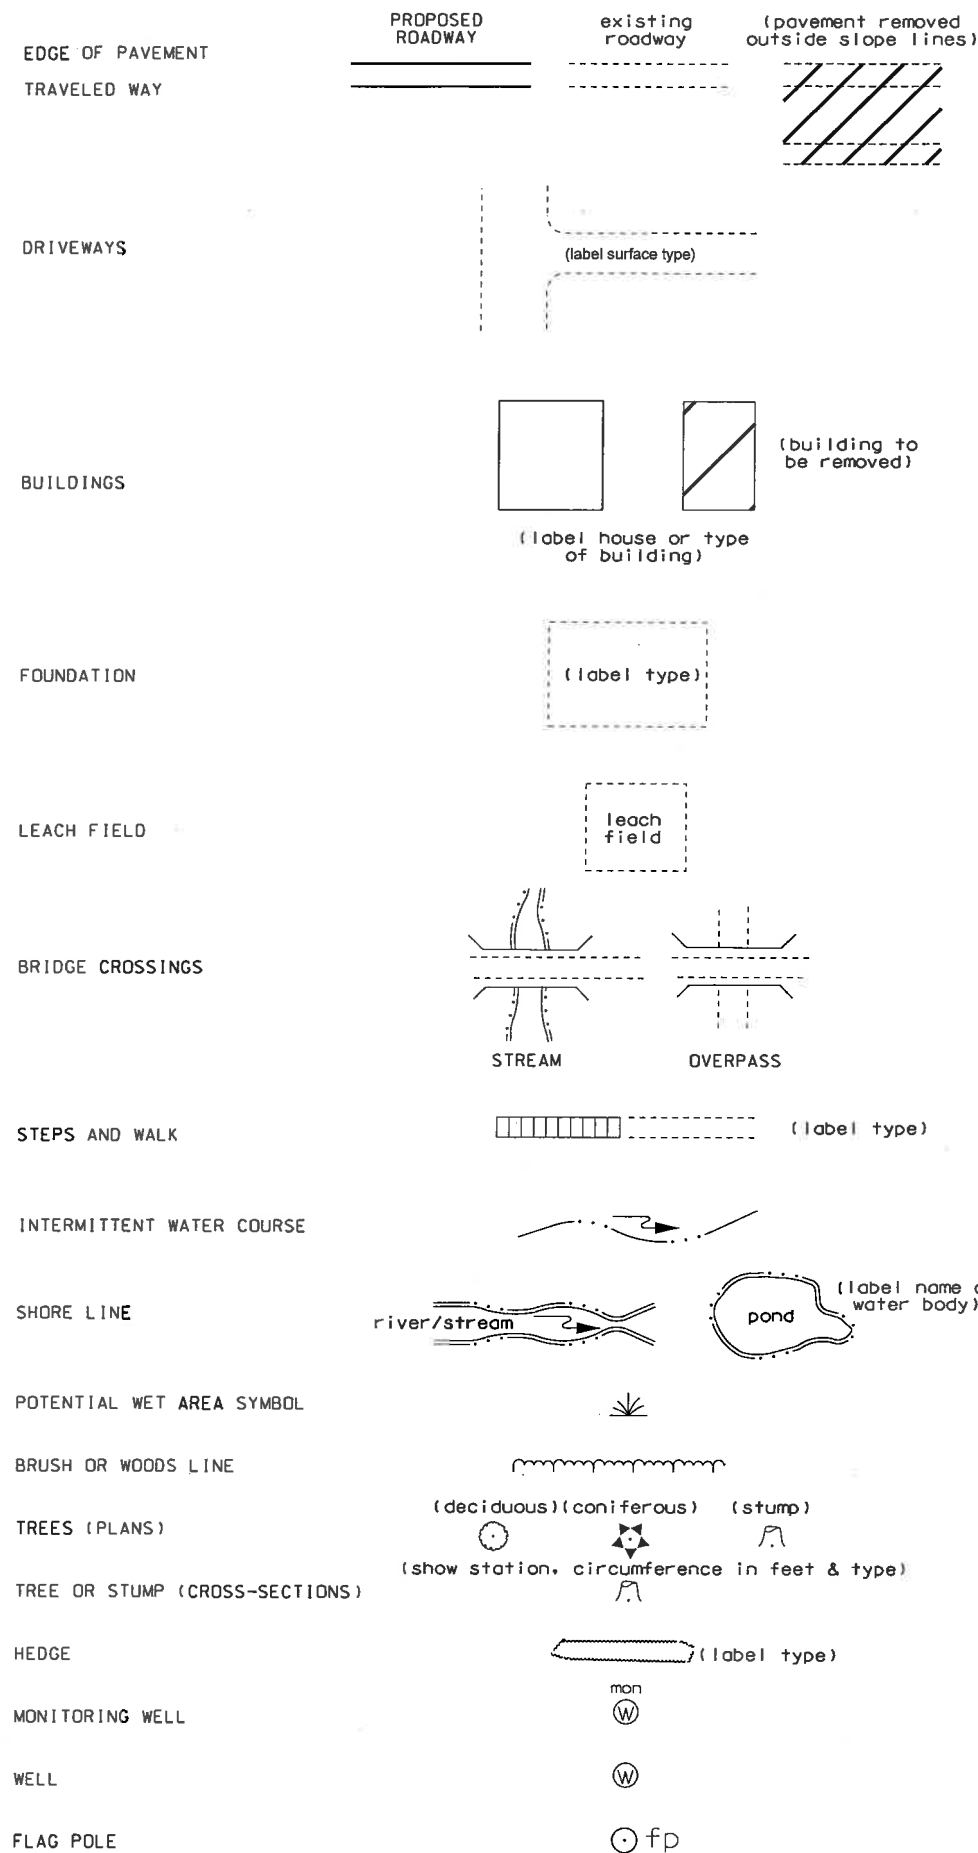 PROPOSED
ROADWAY
existing
roadway
(pavement removed
outside slope lines)
EDGE OF PAVEMENT
TRAVELED WAY
DRIVEWAYS
(label surface type)
BUILDINGS
(building to
be removed)
(label house or type
of building)
FOUNDATION
(label type)
LEACH FIELD
leach
field
BRIDGE CROSSINGS
STREAM
OVERPASS
STEPS AND WALK
(label type)
INTERMITTENT WATER COURSE
SHORE LINE
river/stream
pond
(label name
water body)
POTENTIAL WET AREA SYMBOL
BRUSH OR WOODS LINE
TREES (PLANS)
(deciduous) (coniferous) (stump)
(show station, circumference in feet & type)
TREE OR STUMP (CROSS-SECTIONS)
HEDGE
(label type)
MONITORING WELL
mon
W
WELL
W
FLAG POLE
fp